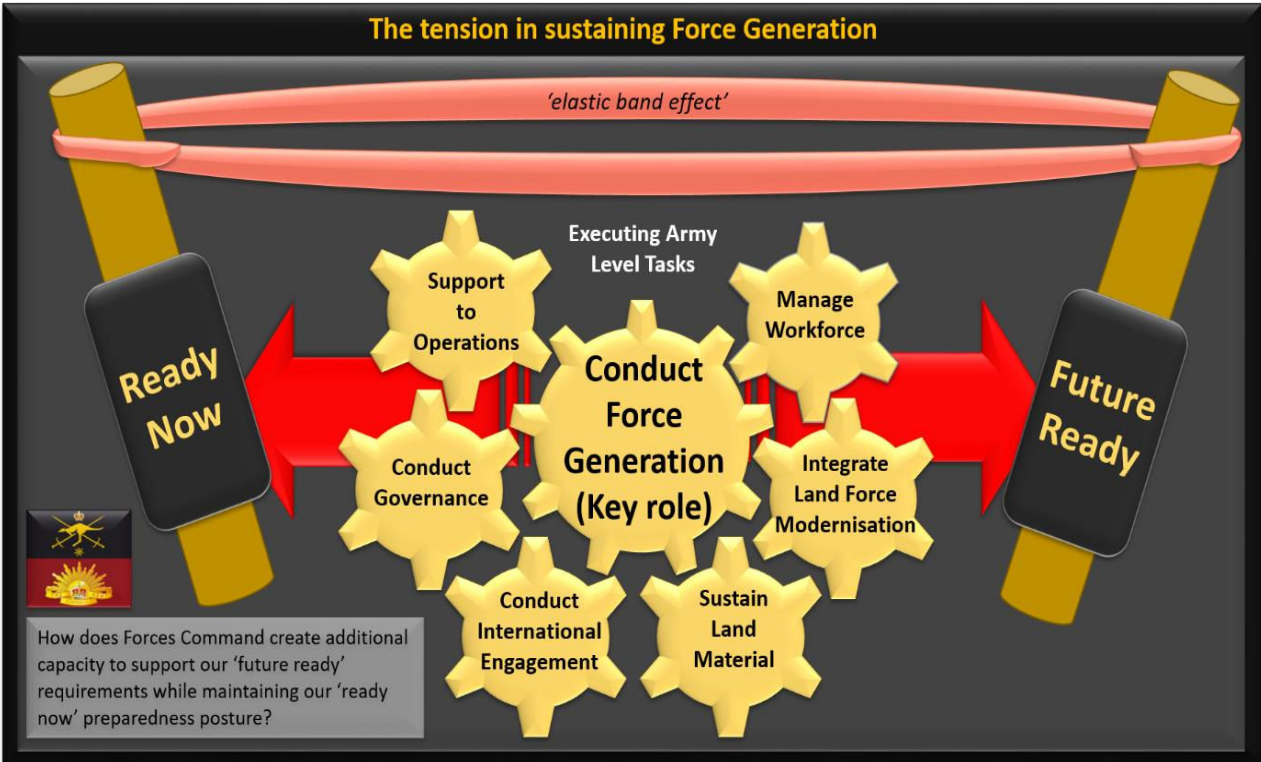 The tension in sustaining Force Generation
'elastic band effect'
Executing Army
Level Tasks
Support
to
Operations
Manage
Workforce
Ready
Now
Conduct
Force
Generation
(Key role)
Future
Ready
Conduct
Governance
Integrate
Land Force
Modernisation
Conduct
International
Engagement
Sustain
Land
Material
How does Forces Command create additional
capacity to support our 'future ready'
requirements while maintaining our 'ready
now' preparedness posture?